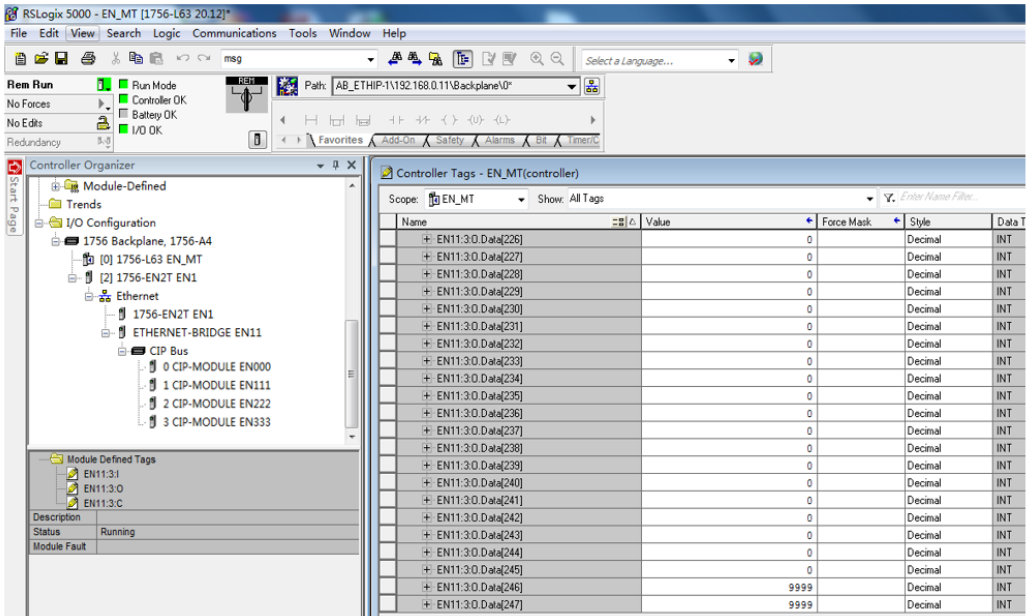 RSLogix 5000 - EN_MT [1756-L63 20.12]*
File Edit View Search Logic Communications Tools Window Help
msg
Select a Language...
Rem Run
Run Mode
REM
Path: AB_ETHIP-1\192.168.0.11\Backplane\0*
No Forces
Controller OK
Battery OK
No Edits
I/O OK
Redundancy
Favorites Add-On Safety Alarms Bit Timer/C
Start Page
Controller Organizer
Module-Defined
Trends
I/O Configuration
1756 Backplane, 1756-A4
[0] 1756-L63 EN_MT
[2] 1756-EN2T EN1
Ethernet
1756-EN2T EN1
ETHERNET-BRIDGE EN11
CIP Bus
0 CIP-MODULE EN000
1 CIP-MODULE EN111
2 CIP-MODULE EN222
3 CIP-MODULE EN333
Module Defined Tags
EN11:3:I
EN11:3:O
EN11:3:C
Description
Status Running
Module Fault
Controller Tags - EN_MT(controller)
Scope: EN_MT Show: All Tags Enter Name Filter...
Name Value Force Mask Style Data T
EN11:3:O.Data[226] 0 Decimal INT
EN11:3:O.Data[227] 0 Decimal INT
EN11:3:O.Data[228] 0 Decimal INT
EN11:3:O.Data[229] 0 Decimal INT
EN11:3:O.Data[230] 0 Decimal INT
EN11:3:O.Data[231] 0 Decimal INT
EN11:3:O.Data[232] 0 Decimal INT
EN11:3:O.Data[233] 0 Decimal INT
EN11:3:O.Data[234] 0 Decimal INT
EN11:3:O.Data[235] 0 Decimal INT
EN11:3:O.Data[236] 0 Decimal INT
EN11:3:O.Data[237] 0 Decimal INT
EN11:3:O.Data[238] 0 Decimal INT
EN11:3:O.Data[239] 0 Decimal INT
EN11:3:O.Data[240] 0 Decimal INT
EN11:3:O.Data[241] 0 Decimal INT
EN11:3:O.Data[242] 0 Decimal INT
EN11:3:O.Data[243] 0 Decimal INT
EN11:3:O.Data[244] 0 Decimal INT
EN11:3:O.Data[245] 0 Decimal INT
EN11:3:O.Data[246] 9999 Decimal INT
EN11:3:O.Data[247] 9999 Decimal INT